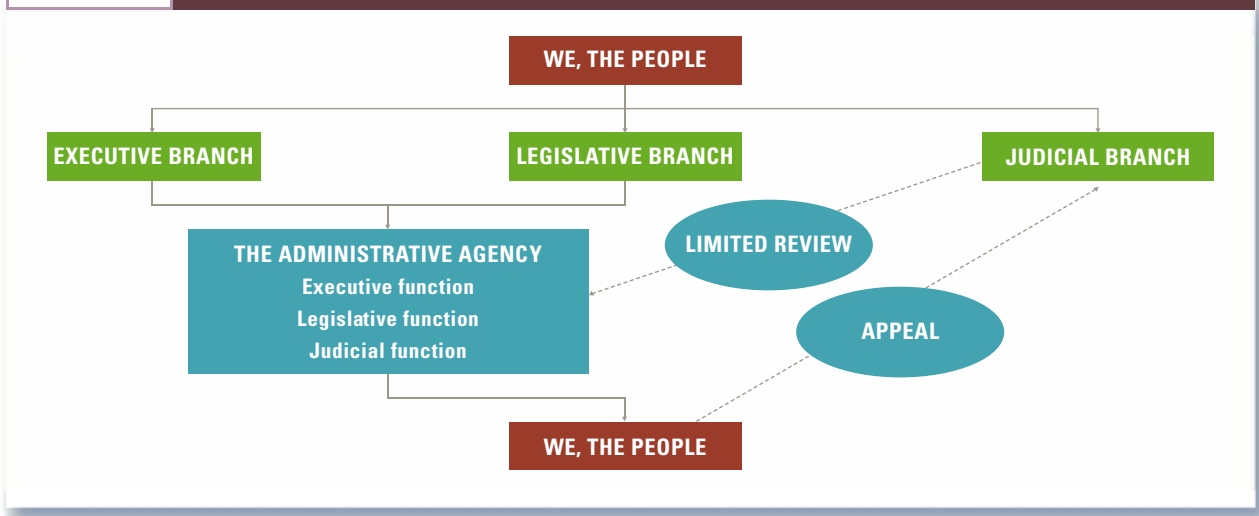 WE, THE PEOPLE
EXECUTIVE BRANCH
LEGISLATIVE BRANCH
JUDICIAL BRANCH
THE ADMINISTRATIVE AGENCY
Executive function
Legislative function
Judicial function
LIMITED REVIEW
APPEAL
WE, THE PEOPLE